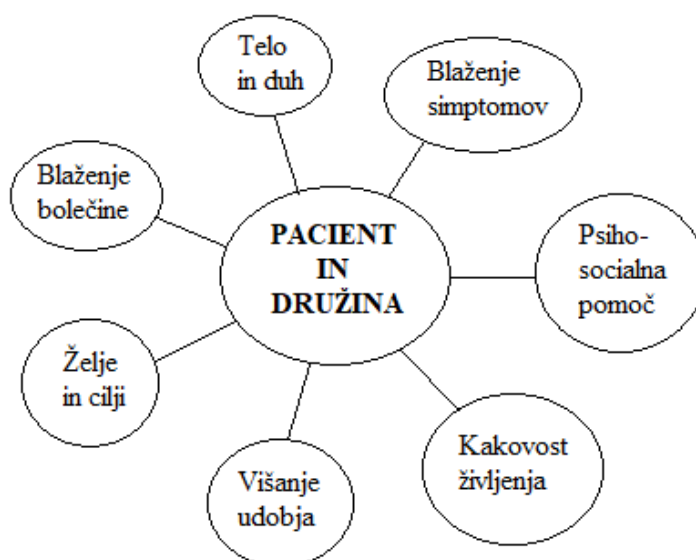 Telo
in duh
Blaženje
simptomov
Blaženje
bolečine
PACIENT
IN
DRUŽINA
Psiho-
socialna
pomoč
Želje
in cilji
Višanje
udobja
Kakovost
življenja